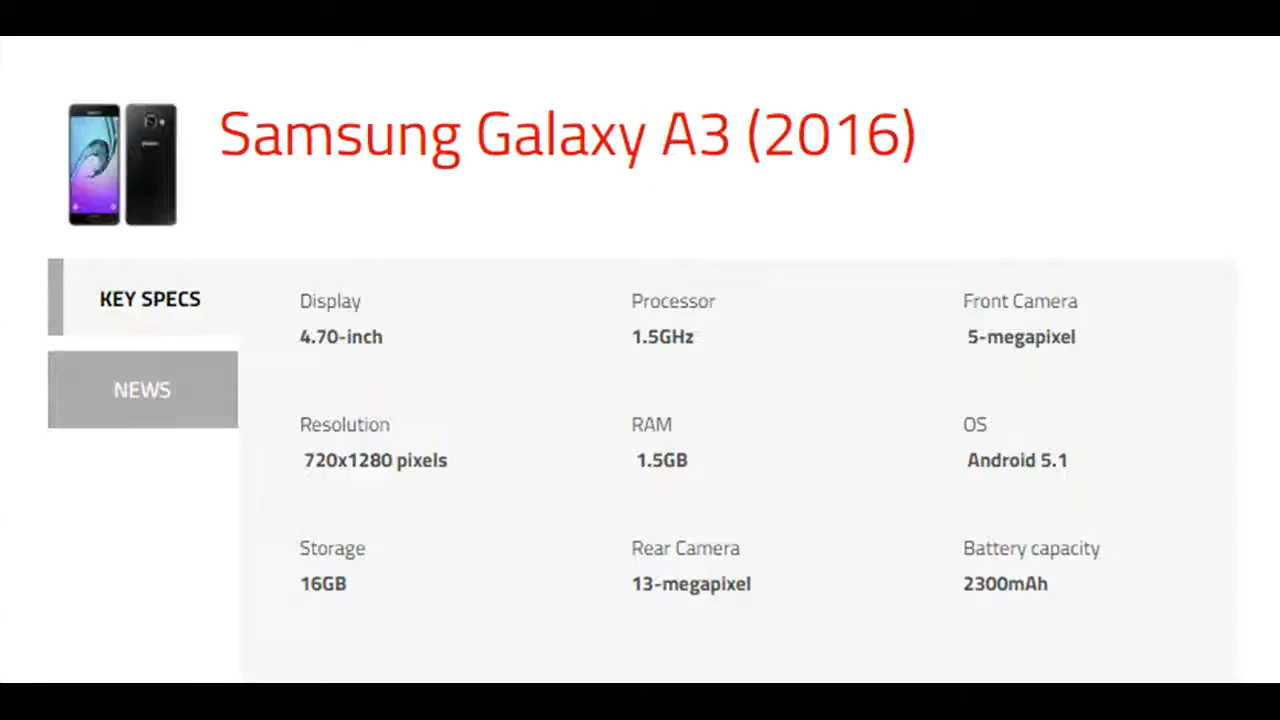 Samsung Galaxy A3 (2016)
KEY SPECS
NEWS
Display
4.70-inch
Processor
1.5GHz
Front Camera
5-megapixel
Resolution
720x1280 pixels
RAM
1.5GB
OS
Android 5.1
Storage
16GB
Rear Camera
13-megapixel
Battery capacity
2300mAh